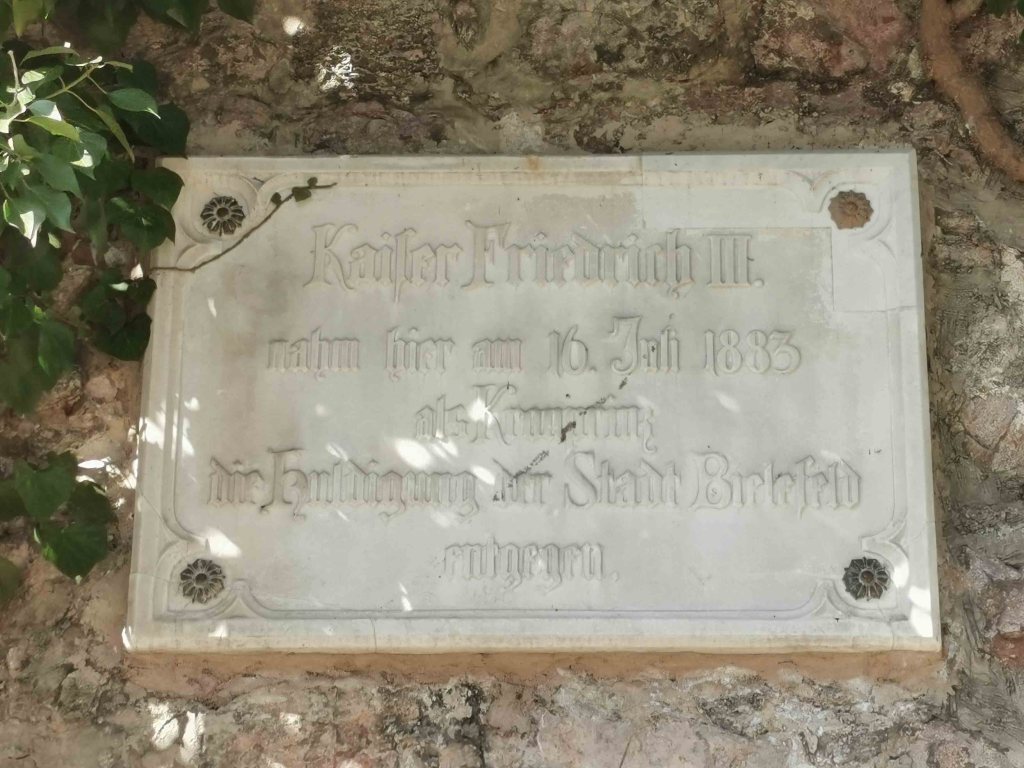 Kaiser Friedrich III.
nahm hier am 16. Juli 1883
als Kronprinz
die Huldigung der Stadt Bielefeld
entgegen.